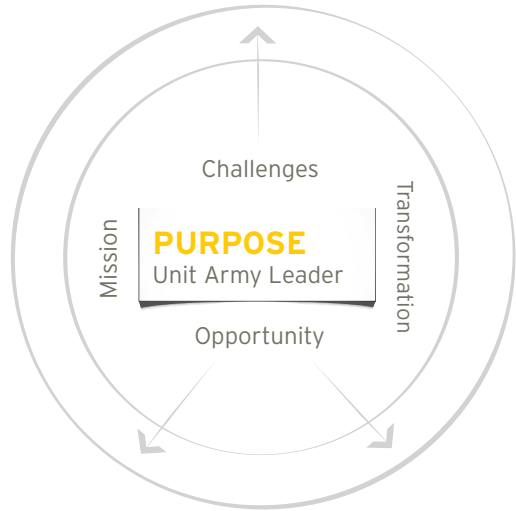 Challenges
Mission
PURPOSE
Unit Army Leader
Transformation
Opportunity